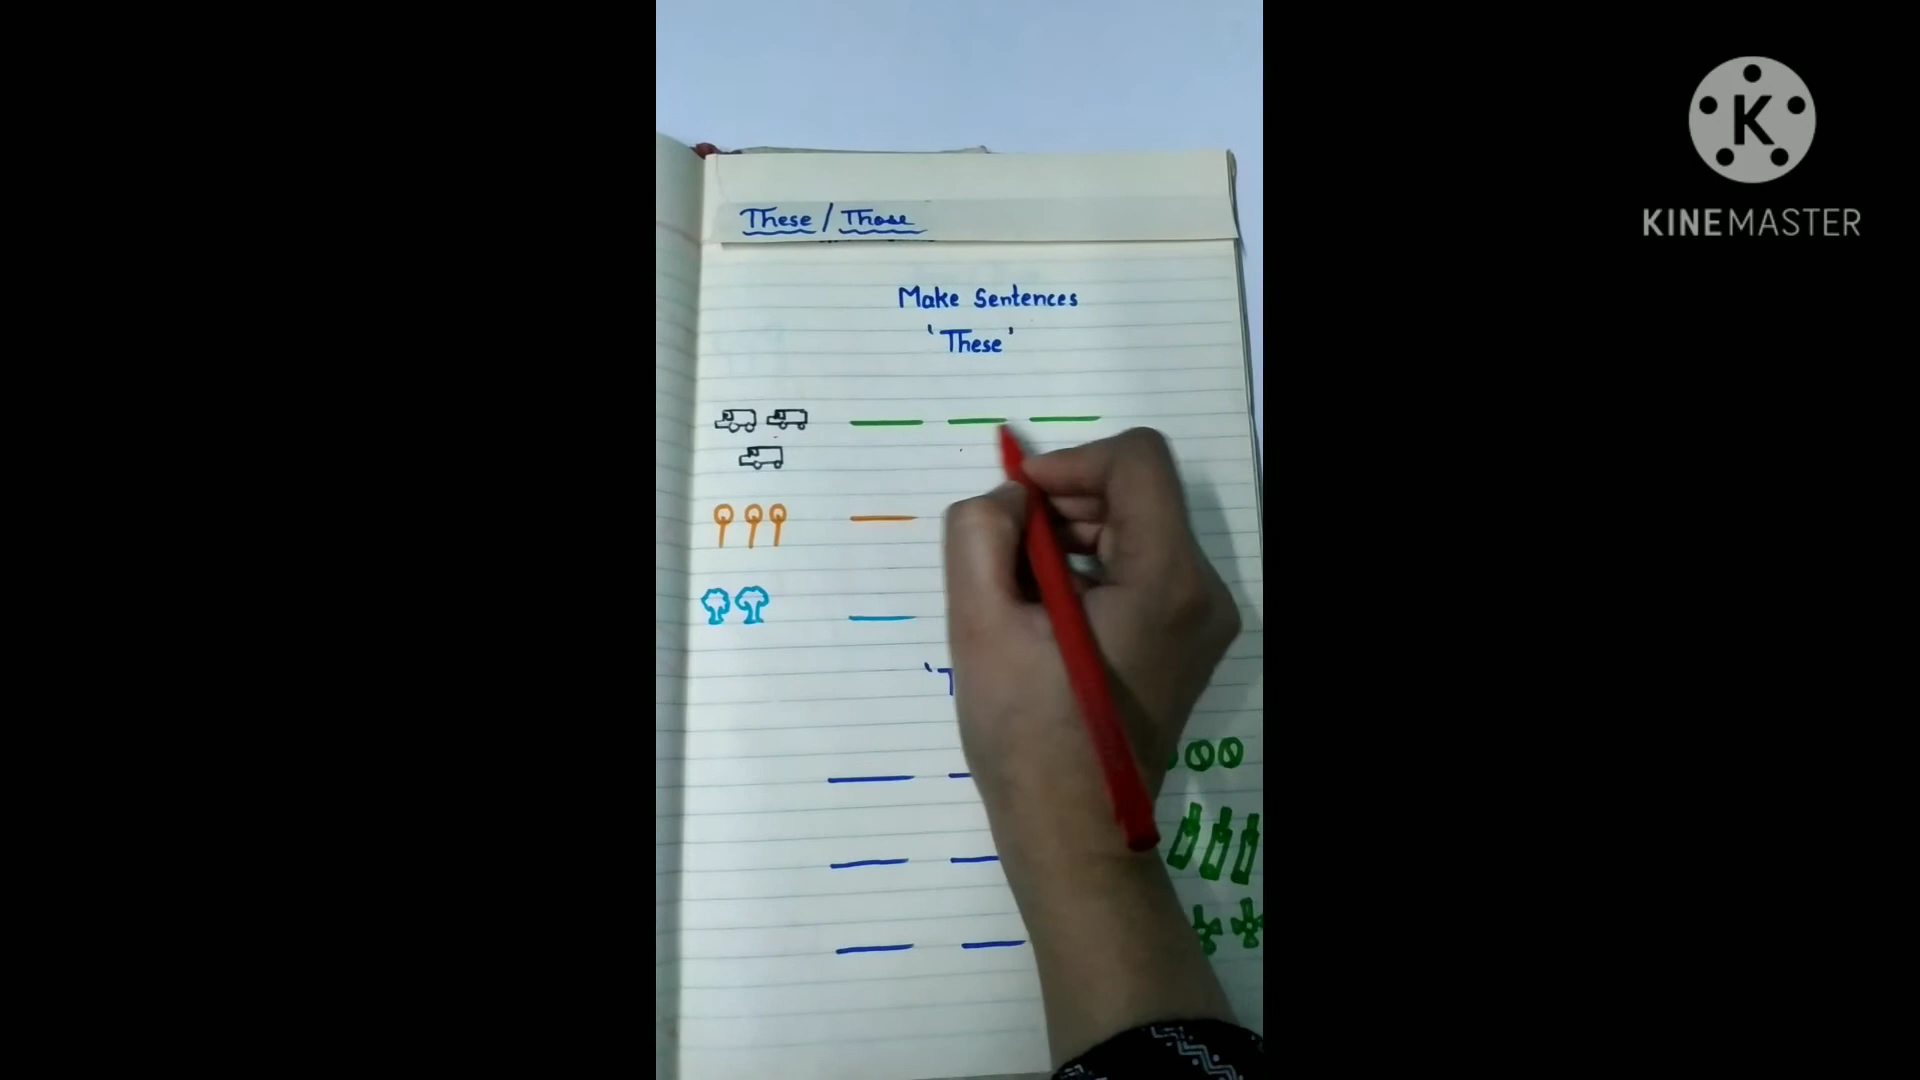 These / Those
Make Sentences
'These'
K
KINEMASTER